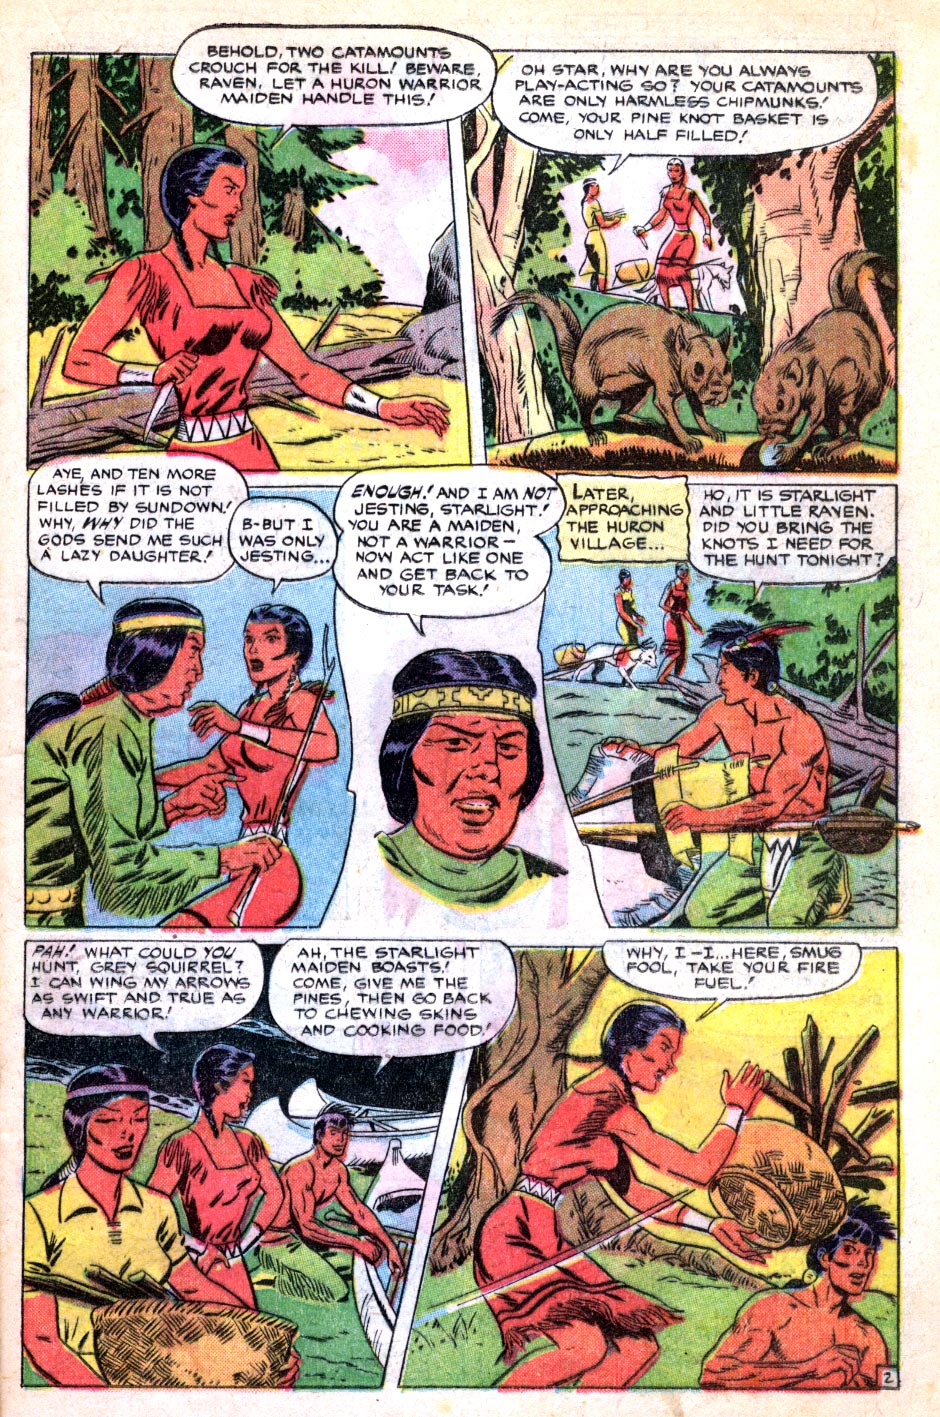 BEHOLD, TWO CATAMOUNTS
CROUCH FOR THE KILL! BEWARE,
RAVEN, LET A HURON WARRIOR
MAIDEN HANDLE THIS!
OH STAR, WHY ARE YOU ALWAYS
PLAY-ACTING SO? YOUR CATAMOUNTS
ARE ONLY HARMLESS CHIPMUNKS!
COME, YOUR PINE KNOT BASKET IS
ONLY HALF FILLED!
AYE, AND TEN MORE
LASHES IF IT IS NOT
FILLED BY SUNDOWN!
WHY, WHY DID THE
GODS SEND ME SUCH
A LAZY DAUGHTER!
B-BUT I
WAS ONLY
JESTING...
ENOUGH! AND I AM NOT
JESTING, STARLIGHT!
YOU ARE A MAIDEN,
NOT A WARRIOR—
NOW ACT LIKE ONE
AND GET BACK TO
YOUR TASK!
LATER,
APPROACHING
THE HURON
VILLAGE...
HO, IT IS STARLIGHT
AND LITTLE RAVEN.
DID YOU BRING THE
KNOTS I NEED FOR
THE HUNT TONIGHT?
PAH! WHAT COULD YOU
HUNT, GREY SQUIRREL?
I CAN WING MY ARROWS
AS SWIFT AND TRUE AS
ANY WARRIOR!
AH, THE STARLIGHT
MAIDEN BOASTS!
COME, GIVE ME THE
PINES, THEN GO BACK
TO CHEWING SKINS
AND COOKING FOOD!
WHY, I-I...HERE, SMUG
FOOL, TAKE YOUR FIRE
FUEL!
2